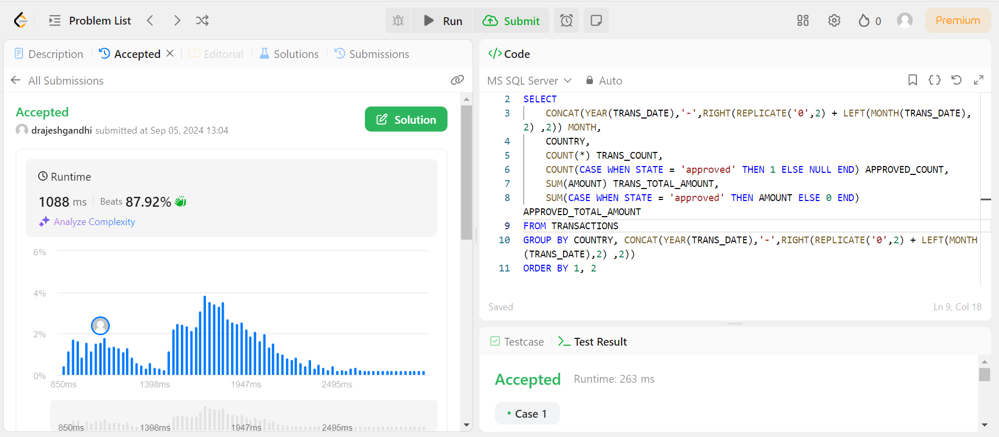 Problem List
Run
Submit
0
Premium
Description
Accepted
Editorial
Solutions
Submissions
All Submissions
Accepted
drajeshgandhi submitted at Sep 05, 2024 13:04
Solution
Runtime
1088 ms
Beats 87.92%
Analyze Complexity
6%
4%
2%
0%
850ms
1398ms
1947ms
2495ms
850ms
1398ms
1947ms
2495ms
</> Code
MS SQL Server
Auto
2 SELECT
3 CONCAT(YEAR(TRANS_DATE),'-',RIGHT(REPLICATE('0',2) + LEFT(MONTH(TRANS_DATE),
2) ,2)) MONTH,
4 COUNTRY,
5 COUNT(*) TRANS_COUNT,
6 COUNT(CASE WHEN STATE = 'approved' THEN 1 ELSE NULL END) APPROVED_COUNT,
7 SUM(AMOUNT) TRANS_TOTAL_AMOUNT,
8 SUM(CASE WHEN STATE = 'approved' THEN AMOUNT ELSE 0 END)
APPROVED_TOTAL_AMOUNT
9 FROM TRANSACTIONS
10 GROUP BY COUNTRY, CONCAT(YEAR(TRANS_DATE),'-',RIGHT(REPLICATE('0',2) + LEFT(MONTH
(TRANS_DATE),2) ,2))
11 ORDER BY 1, 2
Saved
Ln 9, Col 18
Testcase
Test Result
Accepted
Runtime: 263 ms
• Case 1